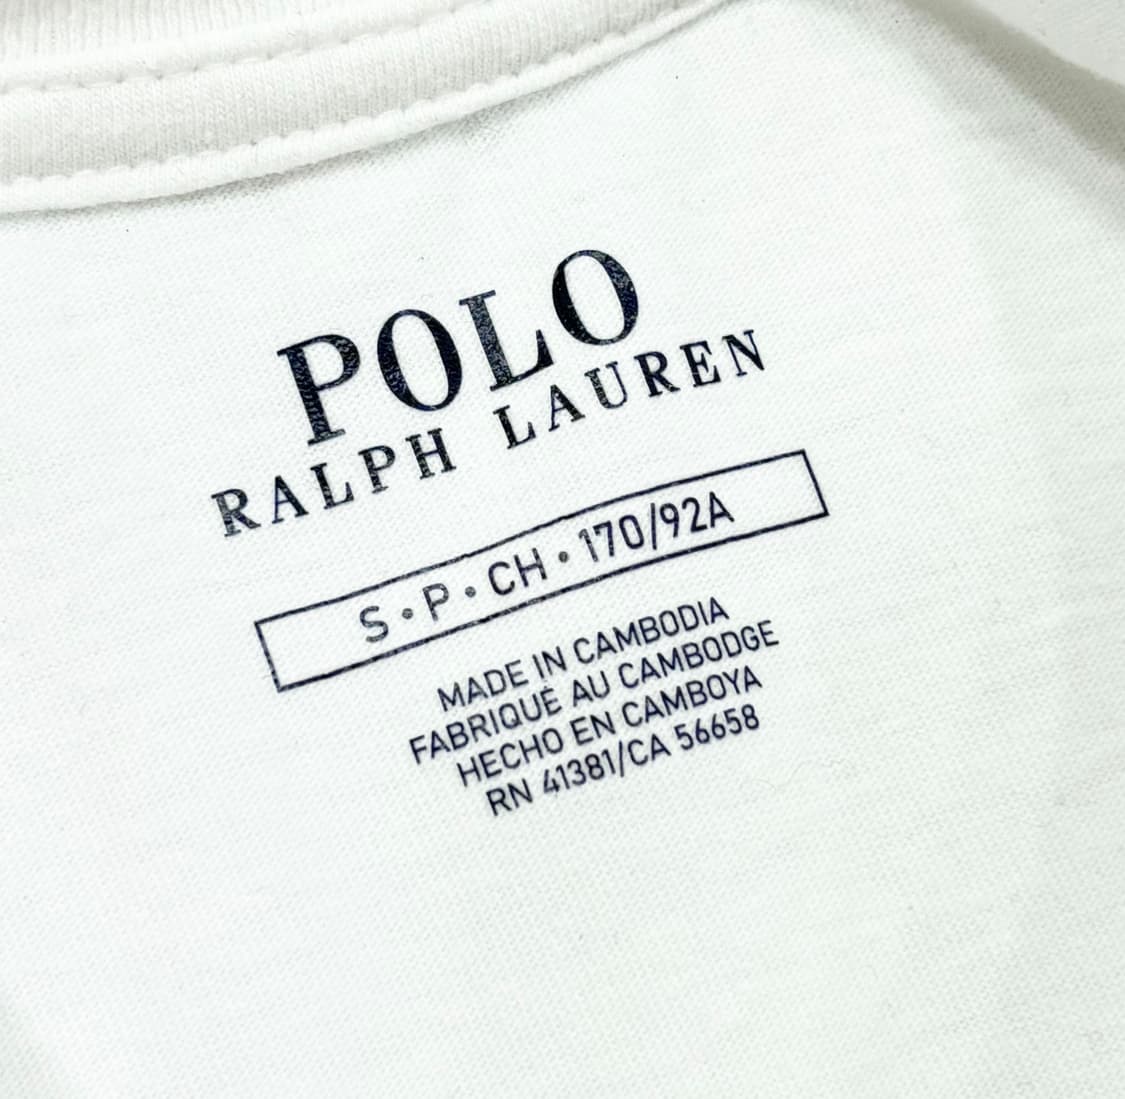 POLO
RALPH LAUREN
S • P • CH • 170/92A
MADE IN CAMBODIA
FABRIQUÉ AU CAMBODGE
HECHO EN CAMBOYA
RN 41381/CA 56658